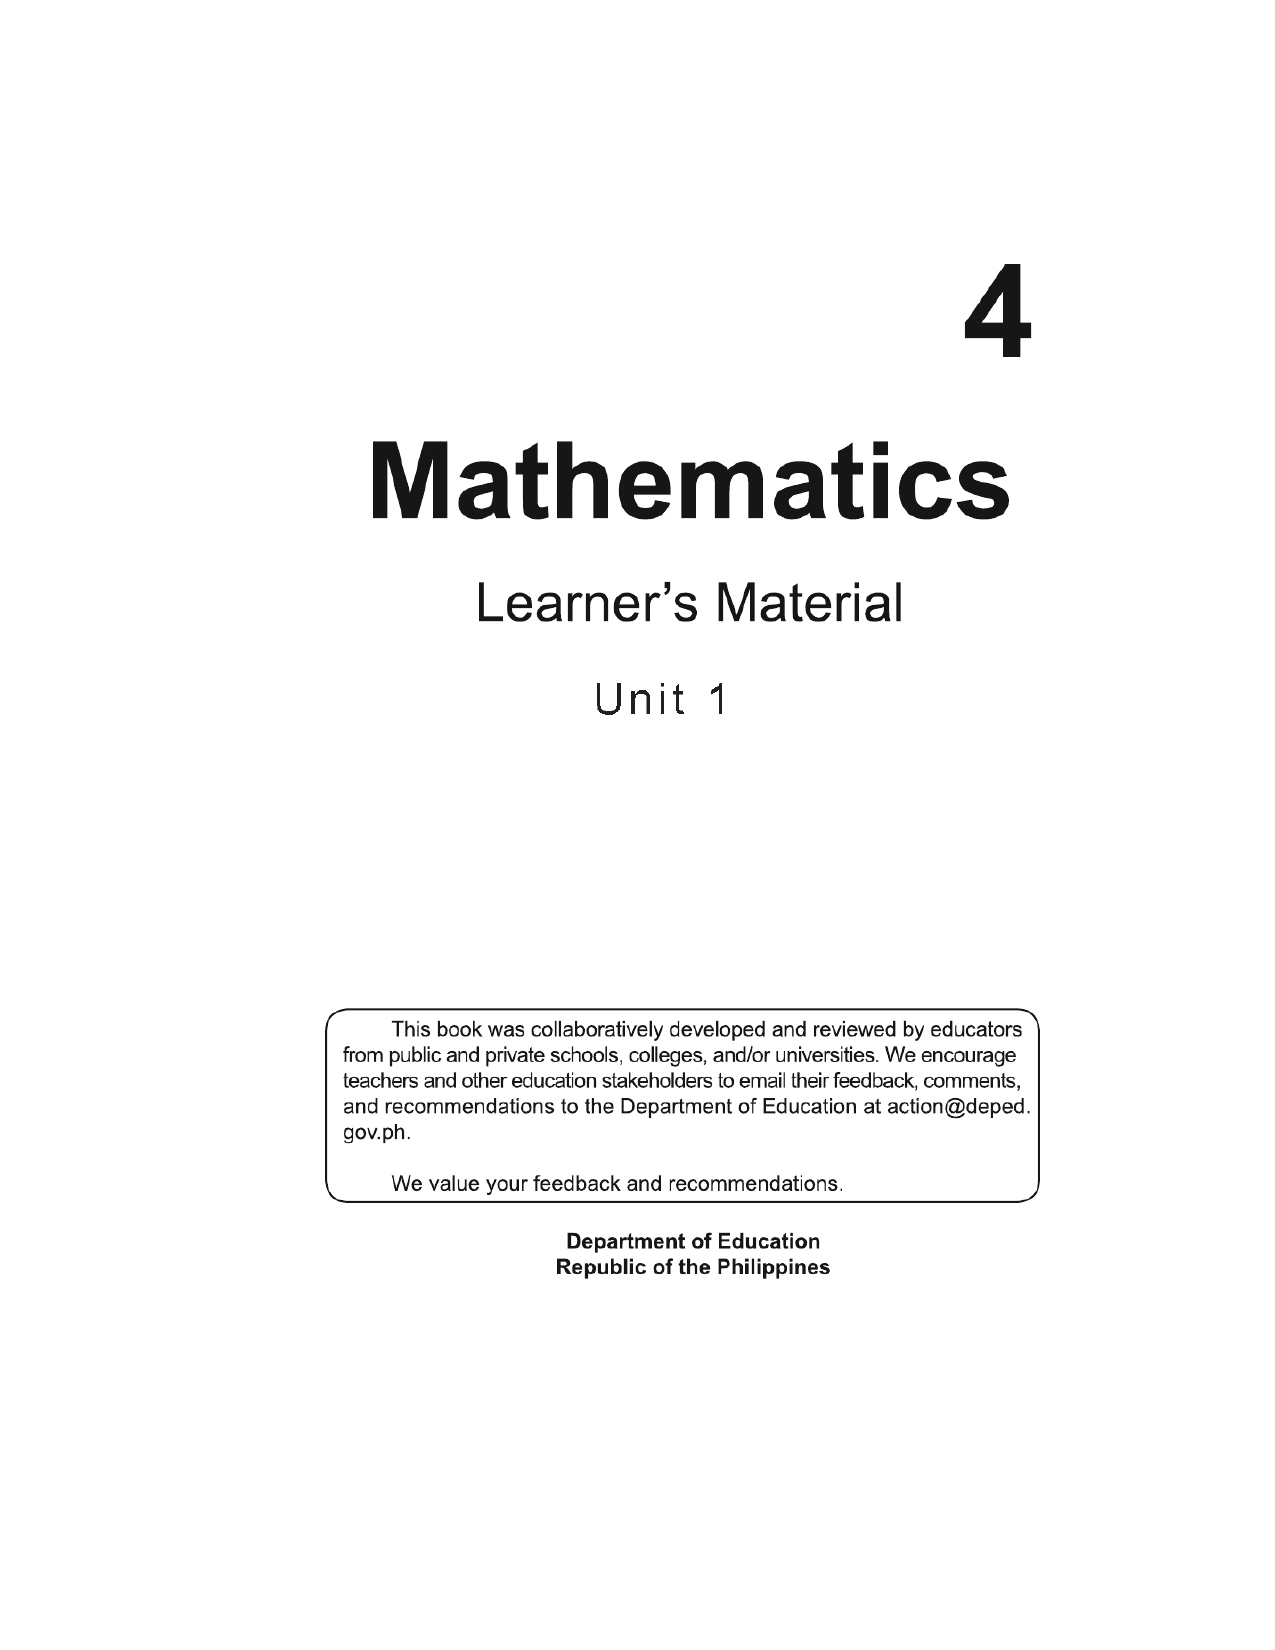 4
Mathematics
Learner’s Material
Unit 1
This book was collaboratively developed and reviewed by educators
from public and private schools, colleges, and/or universities. We encourage
teachers and other education stakeholders to email their feedback, comments,
and recommendations to the Department of Education at action@deped.
gov.ph.
We value your feedback and recommendations.
Department of Education
Republic of the Philippines